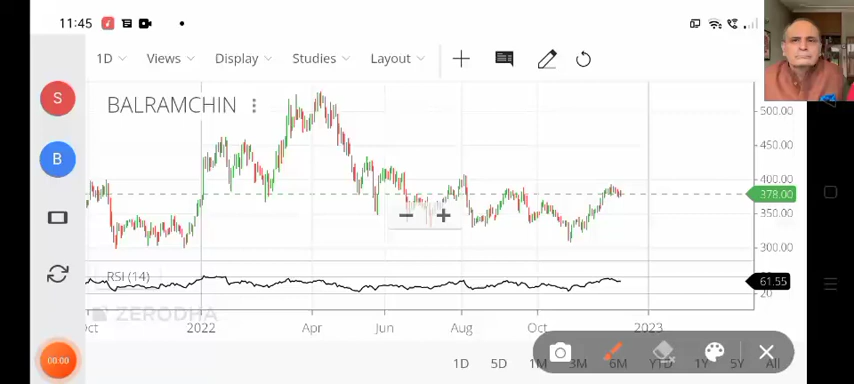 11:45
1D Views Display Studies Layout
S
BALRAMCHIN
500.00
450.00
400.00
B
378.00
350.00
300.00
RSI (14)
61.55
20
ZERODHA
Oct 2022 Apr Jun Aug Oct 2023
00:00
1D 5D 1M 3M 6M YTD 1Y 5Y All